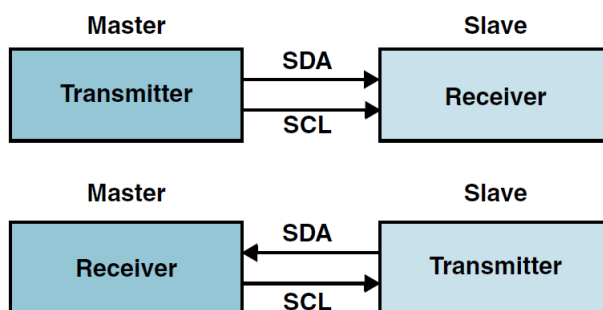 Master
Slave
SDA
Transmitter
Receiver
SCL
Master
Slave
SDA
Receiver
Transmitter
SCL